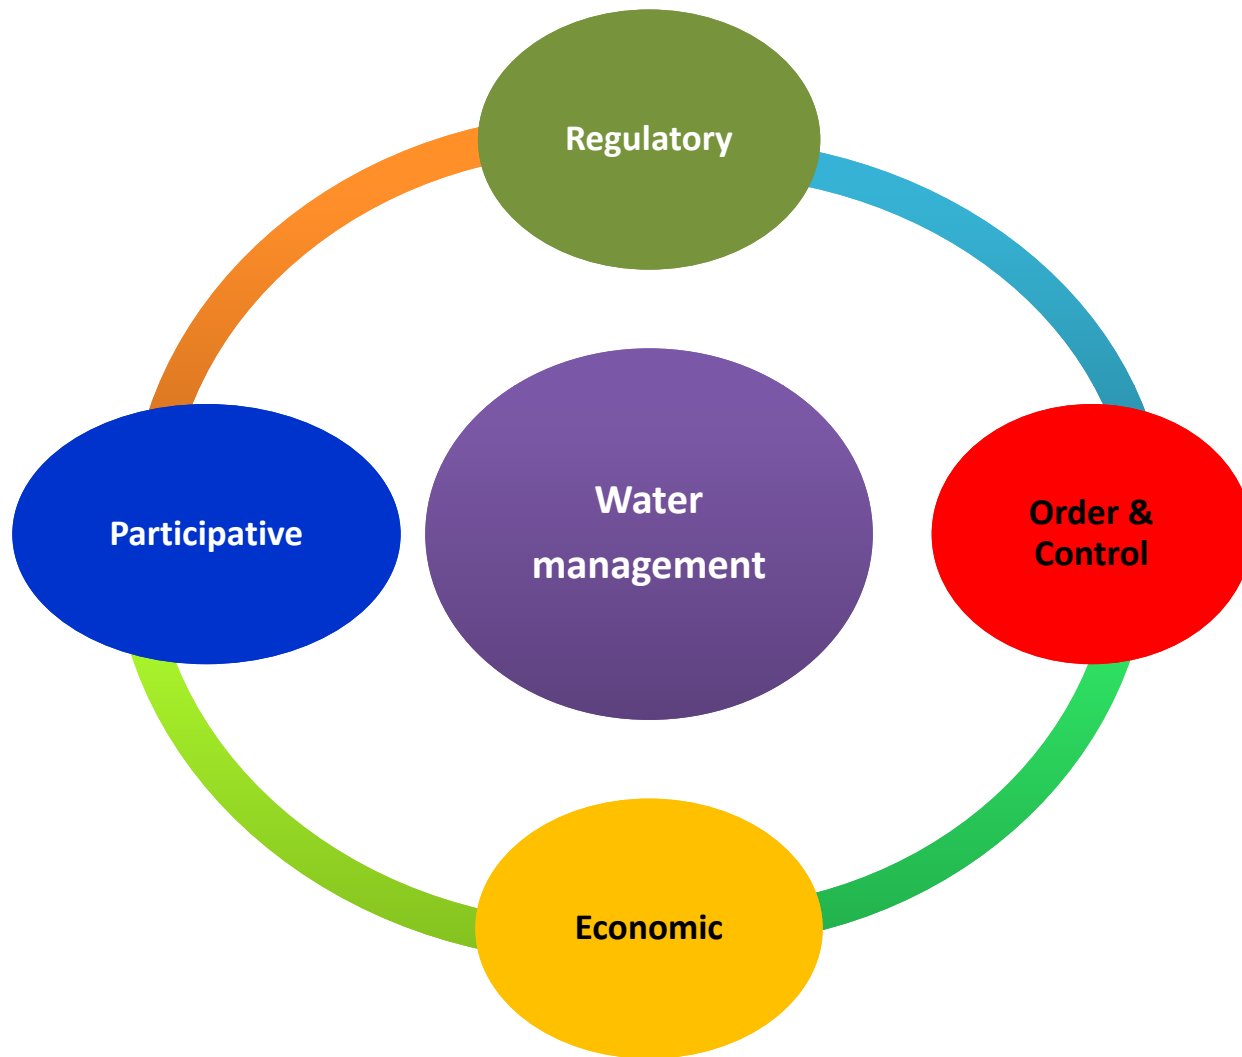 Regulatory
Participative
Water
management
Order &
Control
Economic